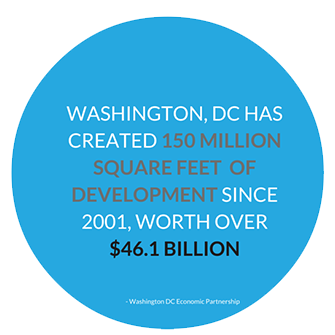 WASHINGTON, DC HAS
CREATED 150 MILLION
SQUARE FEET OF
DEVELOPMENT SINCE
2001, WORTH OVER
$46.1 BILLION
- Washington DC Economic Partnership